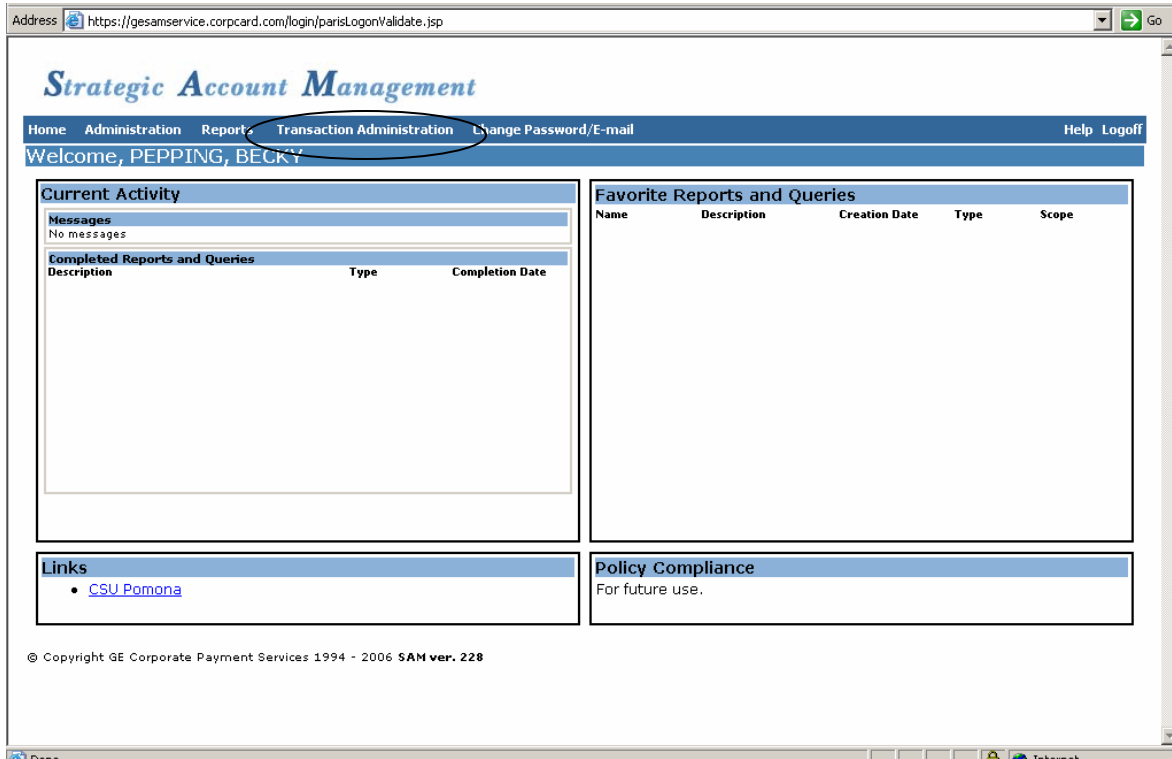 Address https://gesamservice.corpcard.com/login/parisLogonValidate.jsp Go
Strategic Account Management
Home Administration Reports Transaction Administration Change Password/E-mail Help Logoff
Welcome, PEPPING, BECKY
Current Activity
Messages
No messages
Completed Reports and Queries
Description Type Completion Date
Favorite Reports and Queries
Name Description Creation Date Type Scope
Links
• CSU Pomona
Policy Compliance
For future use.
© Copyright GE Corporate Payment Services 1994 - 2006 SAM ver. 228
Done Internet